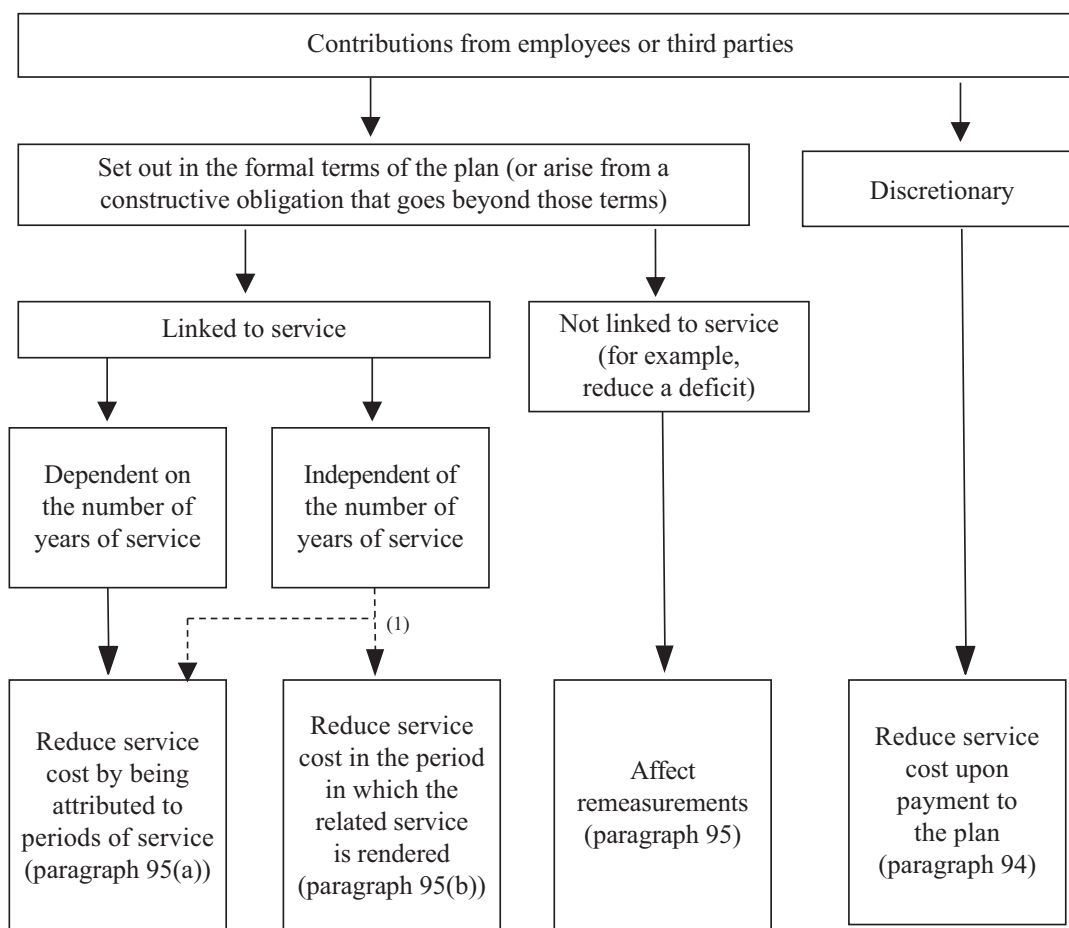 Contributions from employees or third parties
Set out in the formal terms of the plan (or arise from a
constructive obligation that goes beyond those terms)
Discretionary
Linked to service
Not linked to service
(for example,
reduce a deficit)
Dependent on
the number of
years of service
Independent of
the number of
years of service
(1)
Reduce service
cost by being
attributed to
periods of service
(paragraph 95(a))
Reduce service
cost in the period
in which the
related service
is rendered
(paragraph 95(b))
Affect
remeasurements
(paragraph 95)
Reduce service
cost upon
payment to
the plan
(paragraph 94)